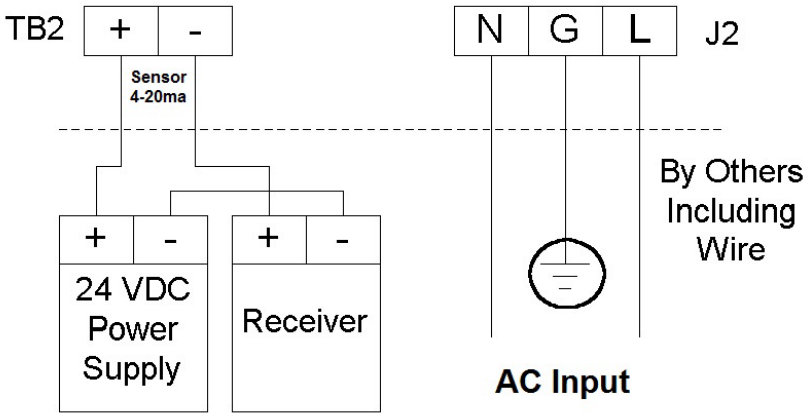 TB2 + - N G L J2
Sensor
4-20ma
By Others
Including
Wire
+ - + -
24 VDC
Power
Supply
Receiver
AC Input